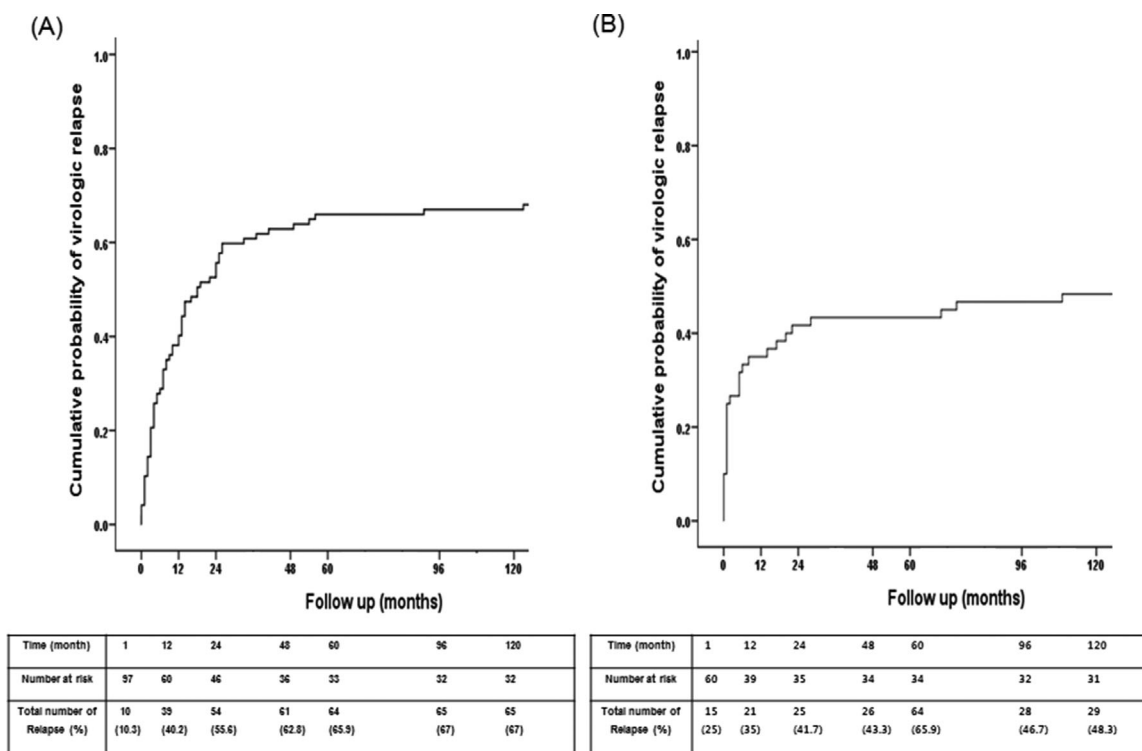 (A)
Cumulative probability of virologic relapse
1.0
0.8
0.6
0.4
0.2
0.0
0 12 24 48 60 96 120
Follow up (months)
Time (month) 1 12 24 48 60 96 120
Number at risk 97 60 46 36 33 32 32
Total number of 10 39 54 61 64 65 65
Relapse (%) (10.3) (40.2) (55.6) (62.8) (65.9) (67) (67)
(B)
Cumulative probability of virologic relapse
1.0
0.8
0.6
0.4
0.2
0.0
0 12 24 48 60 96 120
Follow up (months)
Time (month) 1 12 24 48 60 96 120
Number at risk 60 39 35 34 34 32 31
Total number of 15 21 25 26 64 28 29
Relapse (%) (25) (35) (41.7) (43.3) (65.9) (46.7) (48.3)